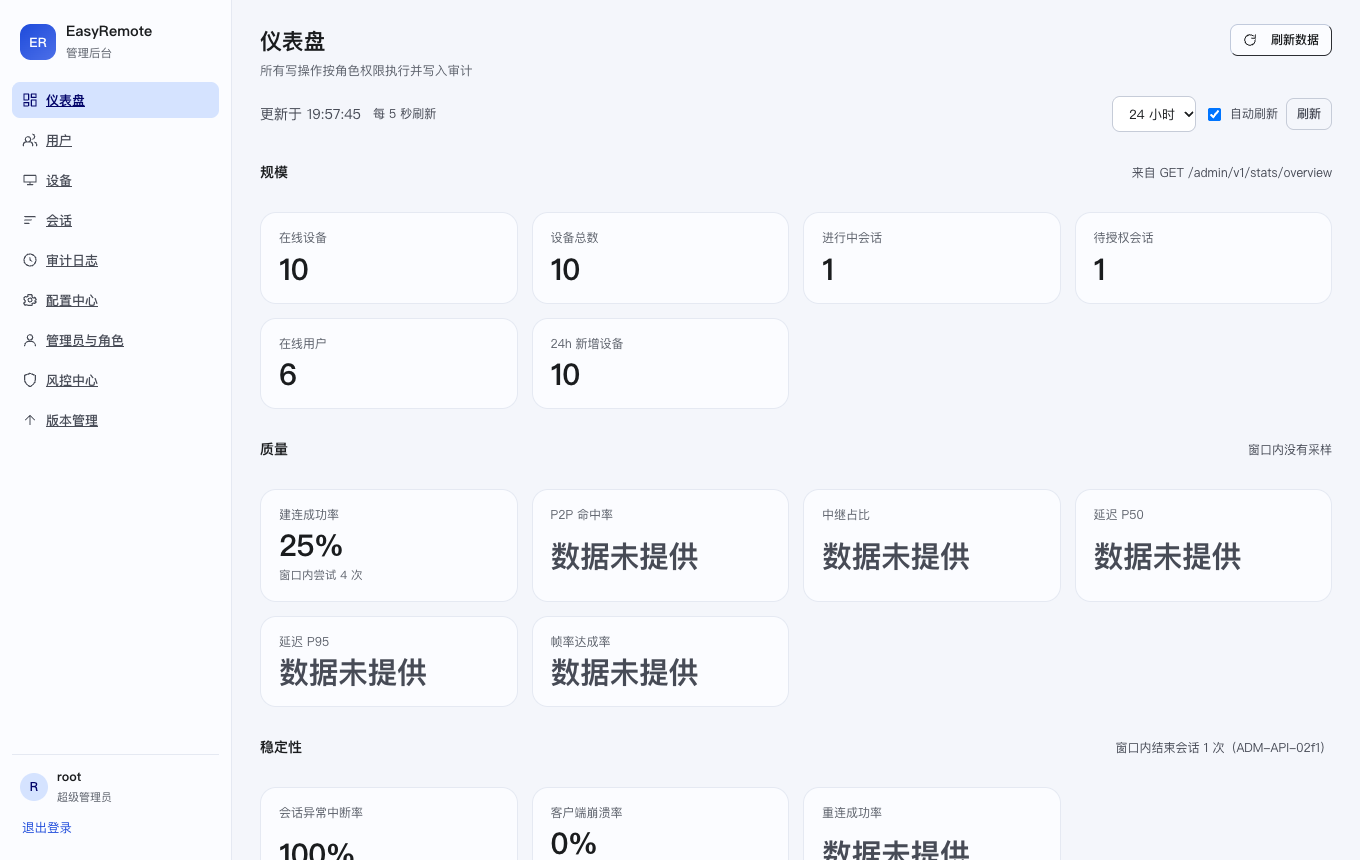 ER
EasyRemote
管理后台
仪表盘
用户
设备
会话
审计日志
配置中心
管理员与角色
风控中心
版本管理
R
root
超级管理员
退出登录
仪表盘
所有写操作按角色权限执行并写入审计
刷新数据
更新于 19:57:45 每 5 秒刷新
24 小时
自动刷新
刷新
规模
来自 GET /admin/v1/stats/overview
在线设备
10
设备总数
10
进行中会话
1
待授权会话
1
在线用户
6
24h 新增设备
10
质量
窗口内没有采样
建连成功率
25%
窗口内尝试 4 次
P2P 命中率
数据未提供
中继占比
数据未提供
延迟 P50
数据未提供
延迟 P95
数据未提供
帧率达成率
数据未提供
稳定性
窗口内结束会话 1 次（ADM-API-02f1）
会话异常中断率
100%
客户端崩溃率
0%
重连成功率
数据未提供